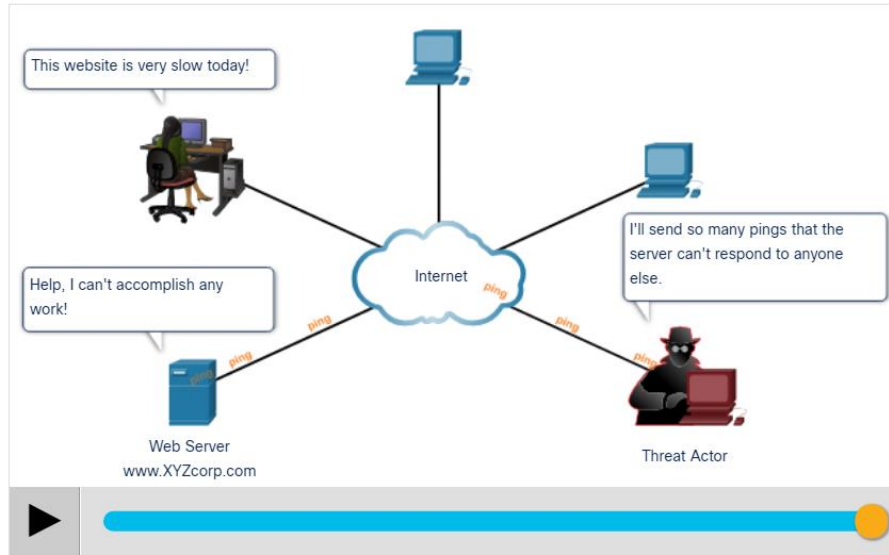 This website is very slow today!
I'll send so many pings that the
server can't respond to anyone
else.
Internet
ping
Help, I can't accomplish any
work!
ping
ping
ping
ping
ping
Web Server
www.XYZcorp.com
Threat Actor